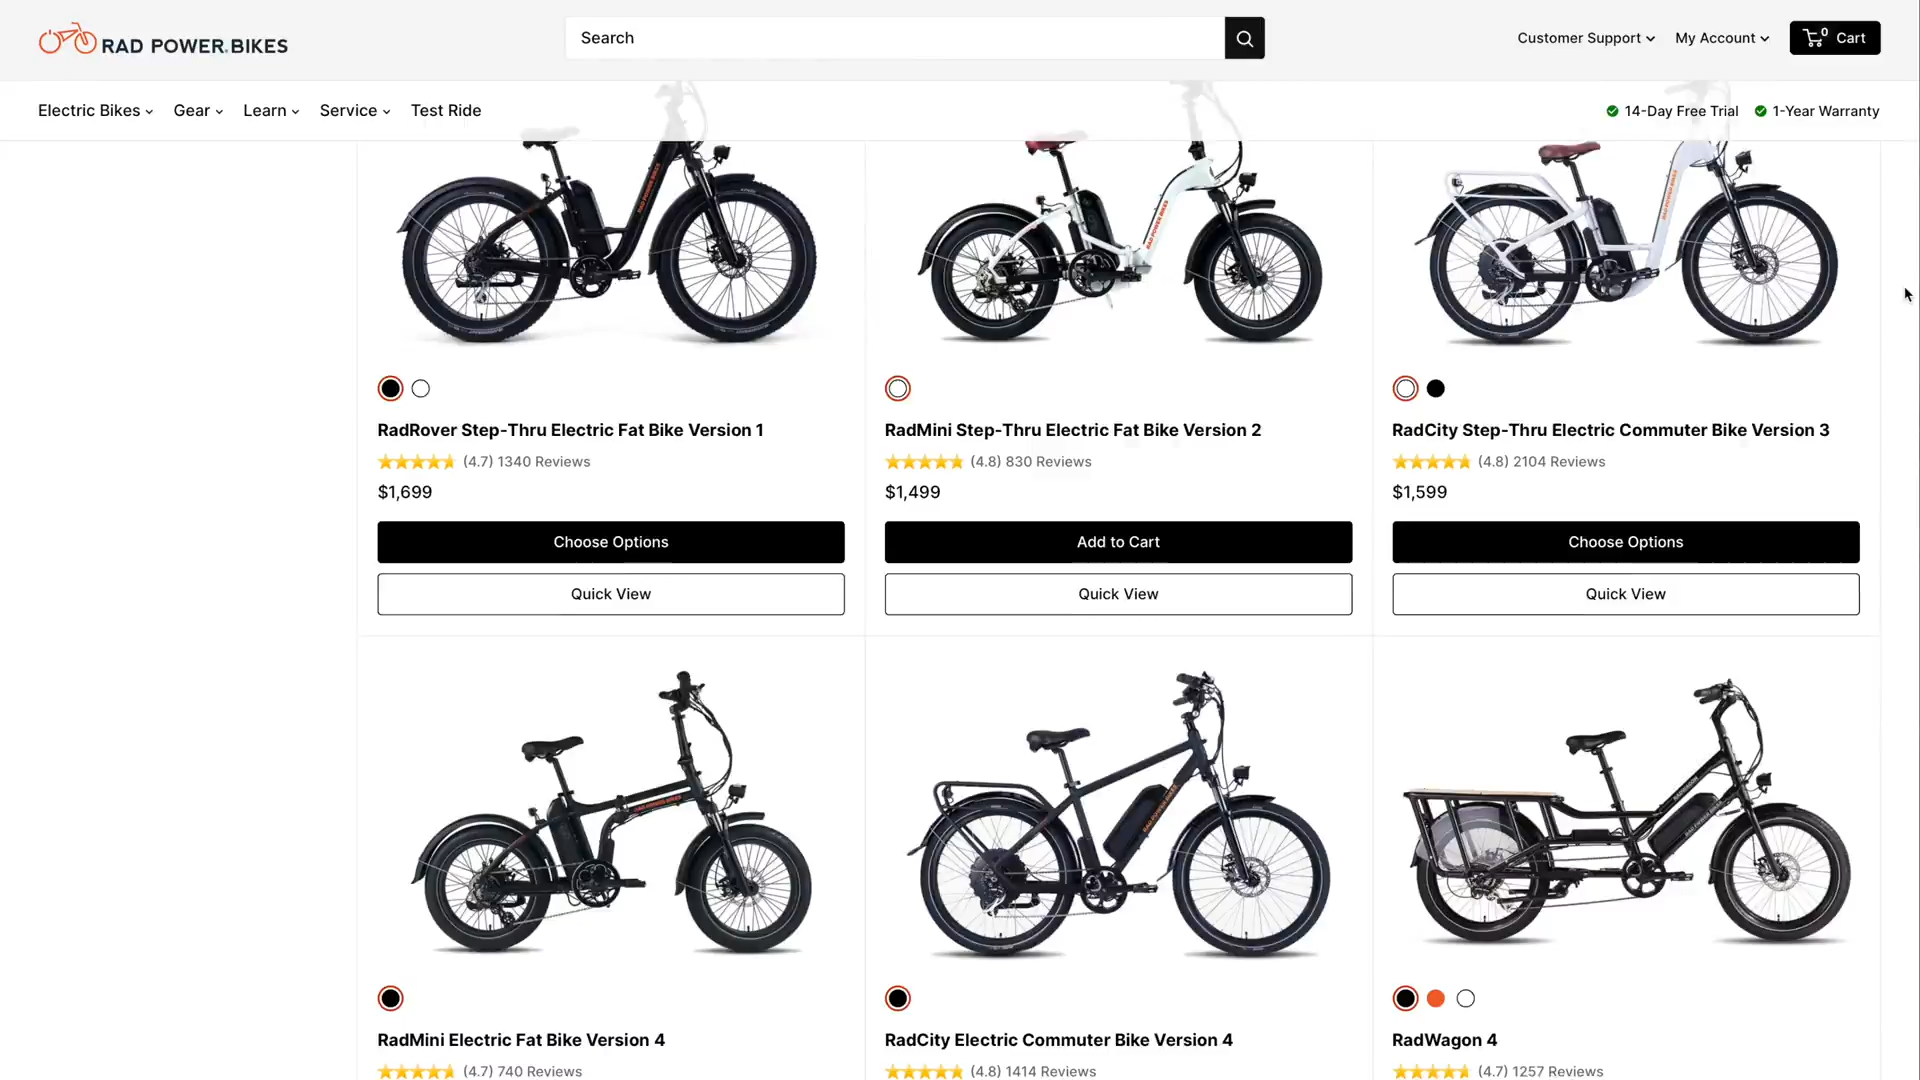 RAD POWER BIKES
Search
Customer Support
My Account
0
Cart
Electric Bikes
Gear
Learn
Service
Test Ride
14-Day Free Trial
1-Year Warranty
RadRover Step-Thru Electric Fat Bike Version 1
(4.7) 1340 Reviews
$1,699
Choose Options
Quick View
RadMini Step-Thru Electric Fat Bike Version 2
(4.8) 830 Reviews
$1,499
Add to Cart
Quick View
RadCity Step-Thru Electric Commuter Bike Version 3
(4.8) 2104 Reviews
$1,599
Choose Options
Quick View
RadMini Electric Fat Bike Version 4
(4.7) 740 Reviews
RadCity Electric Commuter Bike Version 4
(4.8) 1414 Reviews
RadWagon 4
(4.7) 1257 Reviews